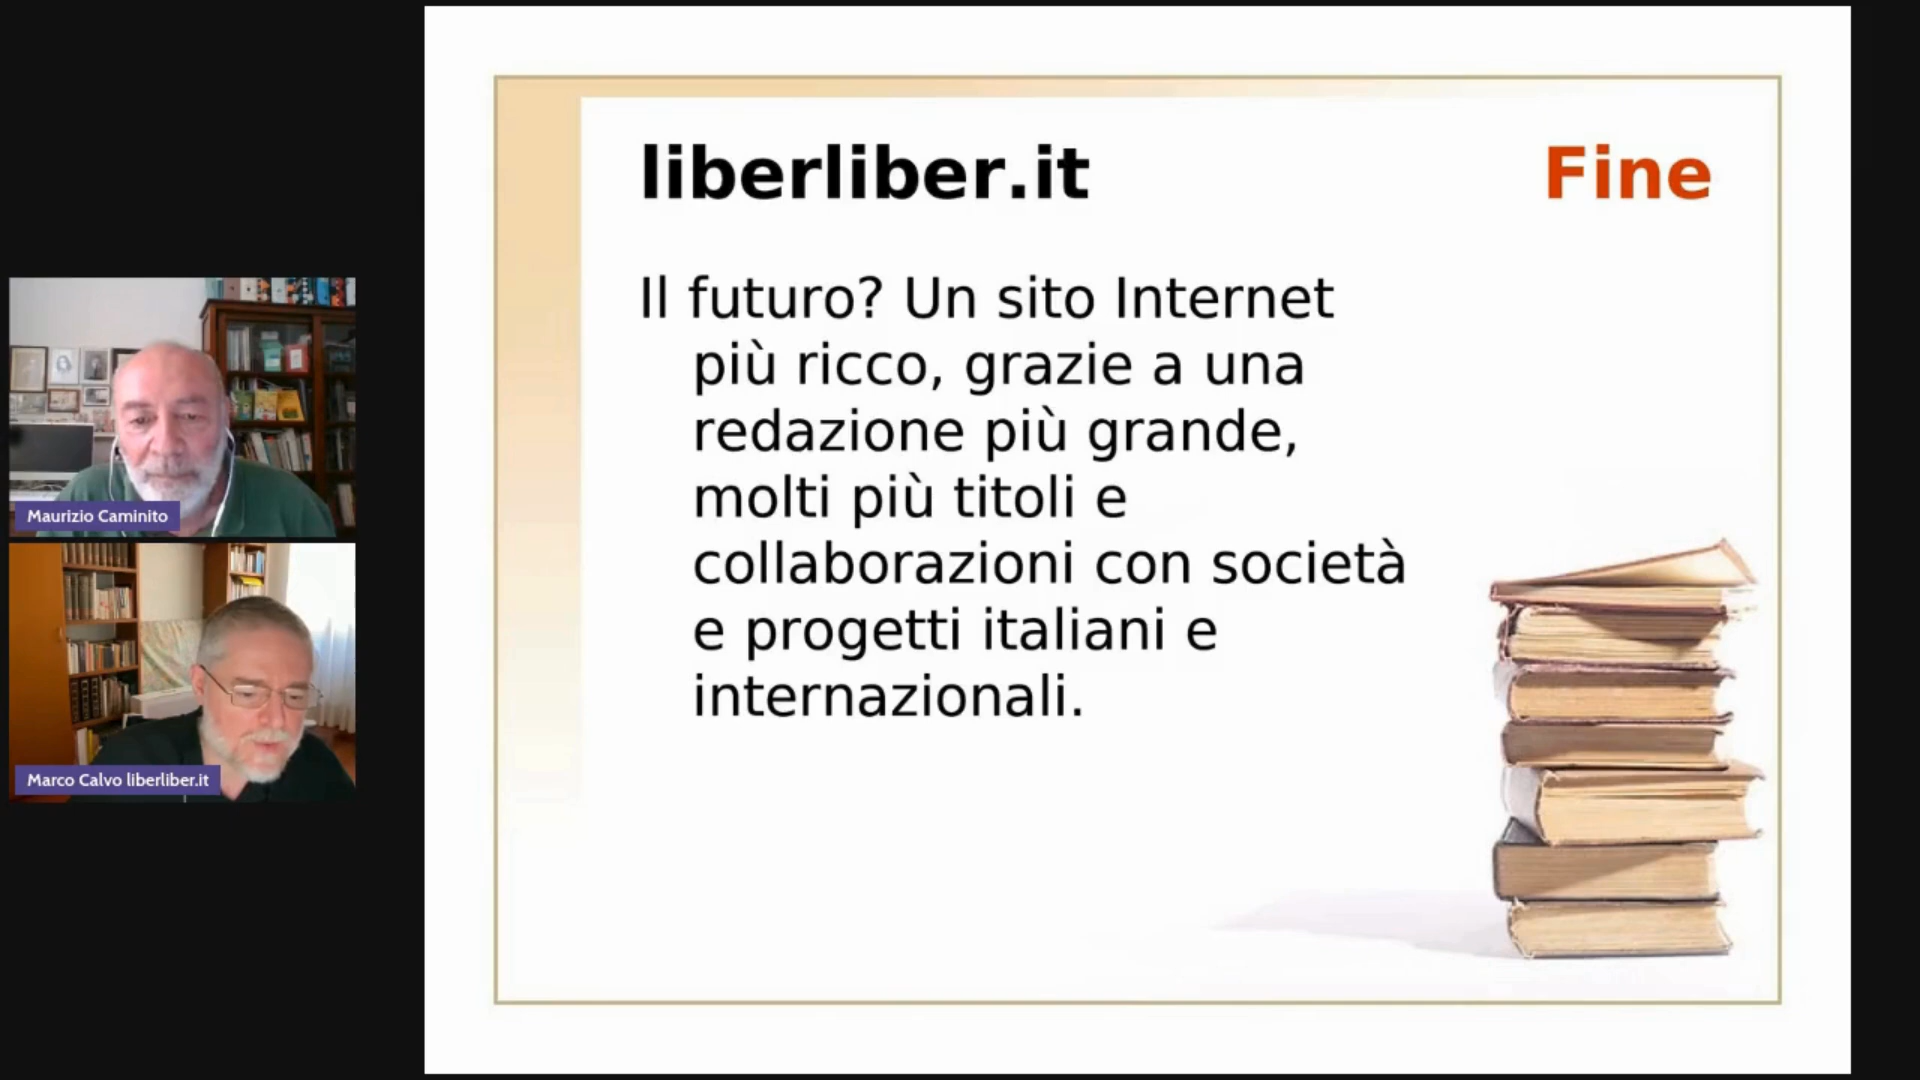 liberliber.it
Fine
Il futuro? Un sito Internet
più ricco, grazie a una
redazione più grande,
molti più titoli e
collaborazioni con società
e progetti italiani e
internazionali.
Maurizio Caminito
Marco Calvo liberliber.it